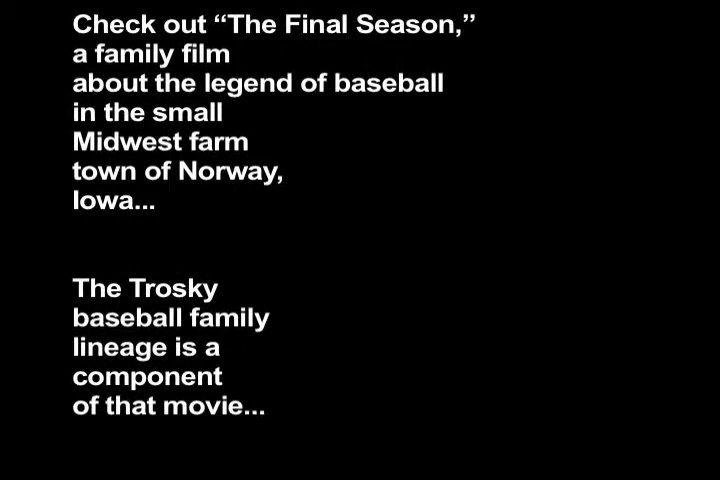 Check out “The Final Season,”
a family film
about the legend of baseball
in the small
Midwest farm
town of Norway,
Iowa...
The Trosky
baseball family
lineage is a
component
of that movie...